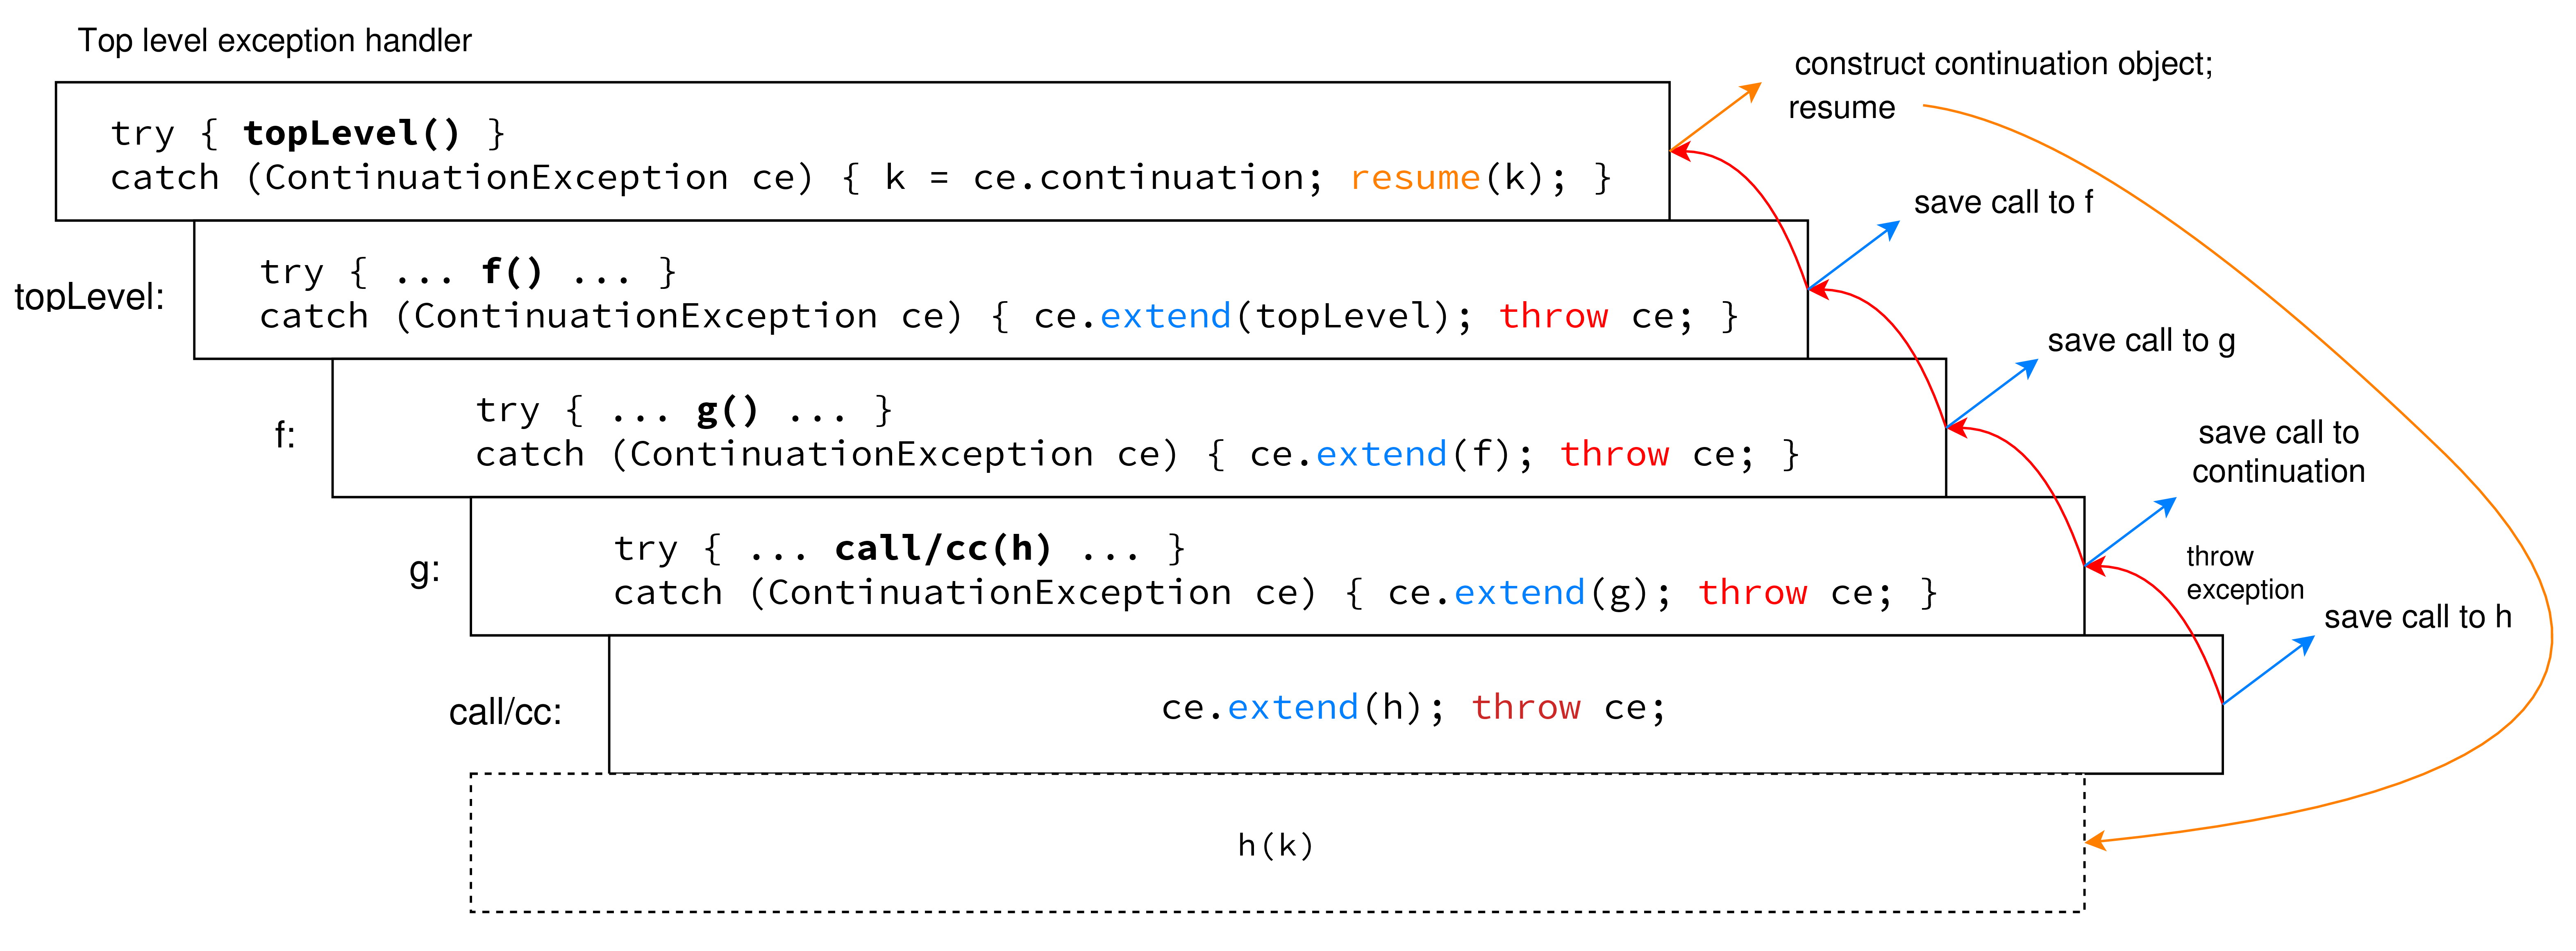 Top level exception handler
construct continuation object;
resume
try { topLevel() }
catch (ContinuationException ce) { k = ce.continuation; resume(k); }
save call to f
topLevel:
try { ... f() ... }
catch (ContinuationException ce) { ce.extend(topLevel); throw ce; }
save call to g
f:
try { ... g() ... }
catch (ContinuationException ce) { ce.extend(f); throw ce; }
save call to
continuation
g:
try { ... call/cc(h) ... }
catch (ContinuationException ce) { ce.extend(g); throw ce; }
throw
exception
save call to h
call/cc:
ce.extend(h); throw ce;
h(k)